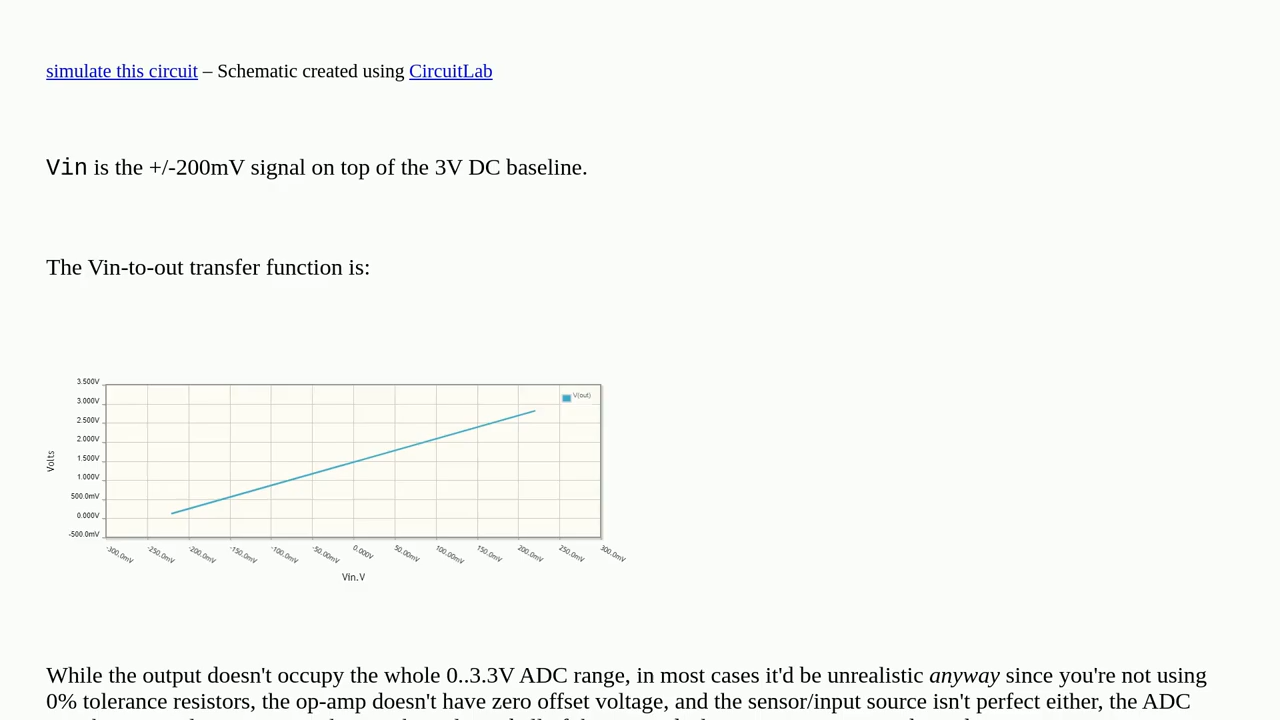 simulate this circuit – Schematic created using CircuitLab
Vin is the +/-200mV signal on top of the 3V DC baseline.
The Vin-to-out transfer function is:
3.500V
3.000V
2.500V
2.000V
1.500V
1.000V
500.0mV
0.000V
-500.0mV
Volts
V(out)
-300.0mV -250.0mV -200.0mV -150.0mV -100.0mV -50.00mV 0.000V 50.00mV 100.00mV 150.0mV 200.0mV 250.0mV 300.0mV
Vin.V
While the output doesn't occupy the whole 0..3.3V ADC range, in most cases it'd be unrealistic anyway since you're not using
0% tolerance resistors, the op-amp doesn't have zero offset voltage, and the sensor/input source isn't perfect either, the ADC